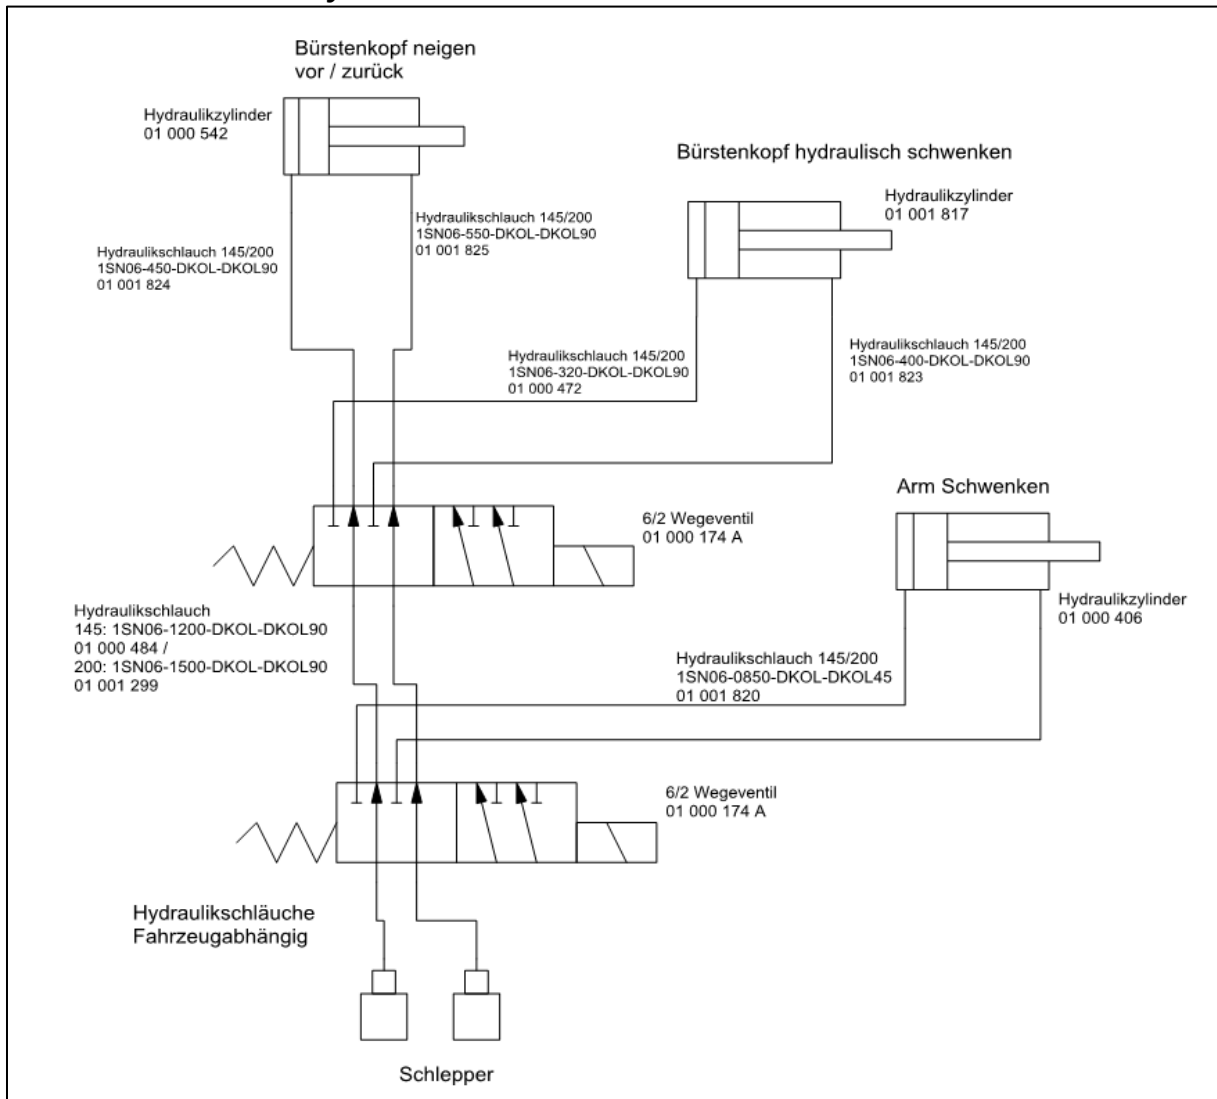 Bürstenkopf neigen
vor / zurück
Hydraulikzylinder
01 000 542
Bürstenkopf hydraulisch schwenken
Hydraulikzylinder
01 001 817
Hydraulikschlauch 145/200
1SN06-550-DKOL-DKOL90
01 001 825
Hydraulikschlauch 145/200
1SN06-450-DKOL-DKOL90
01 001 824
Hydraulikschlauch 145/200
1SN06-320-DKOL-DKOL90
01 000 472
Hydraulikschlauch 145/200
1SN06-400-DKOL-DKOL90
01 001 823
Arm Schwenken
6/2 Wegeventil
01 000 174 A
Hydraulikzylinder
01 000 406
Hydraulikschlauch
145: 1SN06-1200-DKOL-DKOL90
01 000 484 /
200: 1SN06-1500-DKOL-DKOL90
01 001 299
Hydraulikschlauch 145/200
1SN06-0850-DKOL-DKOL45
01 001 820
6/2 Wegeventil
01 000 174 A
Hydraulikschläuche
Fahrzeugabhängig
Schlepper